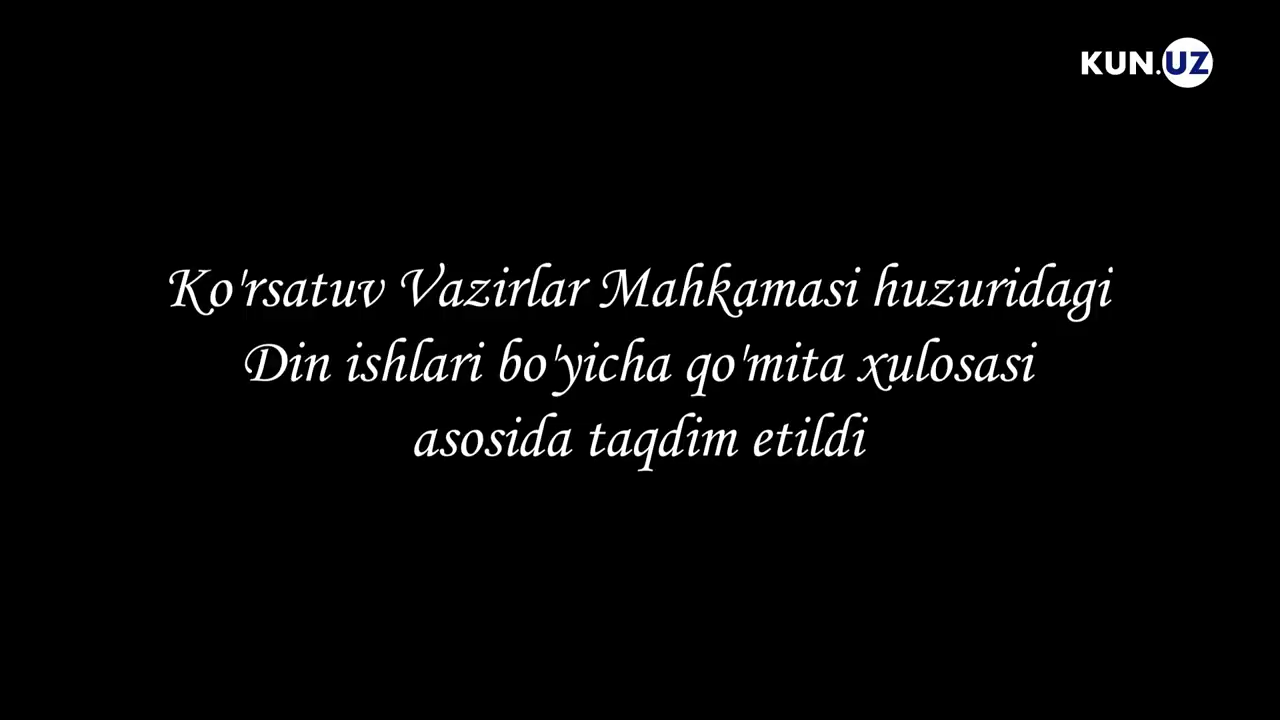 KUN.UZ
Ko'rsatuv Vazirlar Mahkamasi huzuridagi
Din ishlari bo'yicha qo'mita xulosasi
asosida taqdim etildi